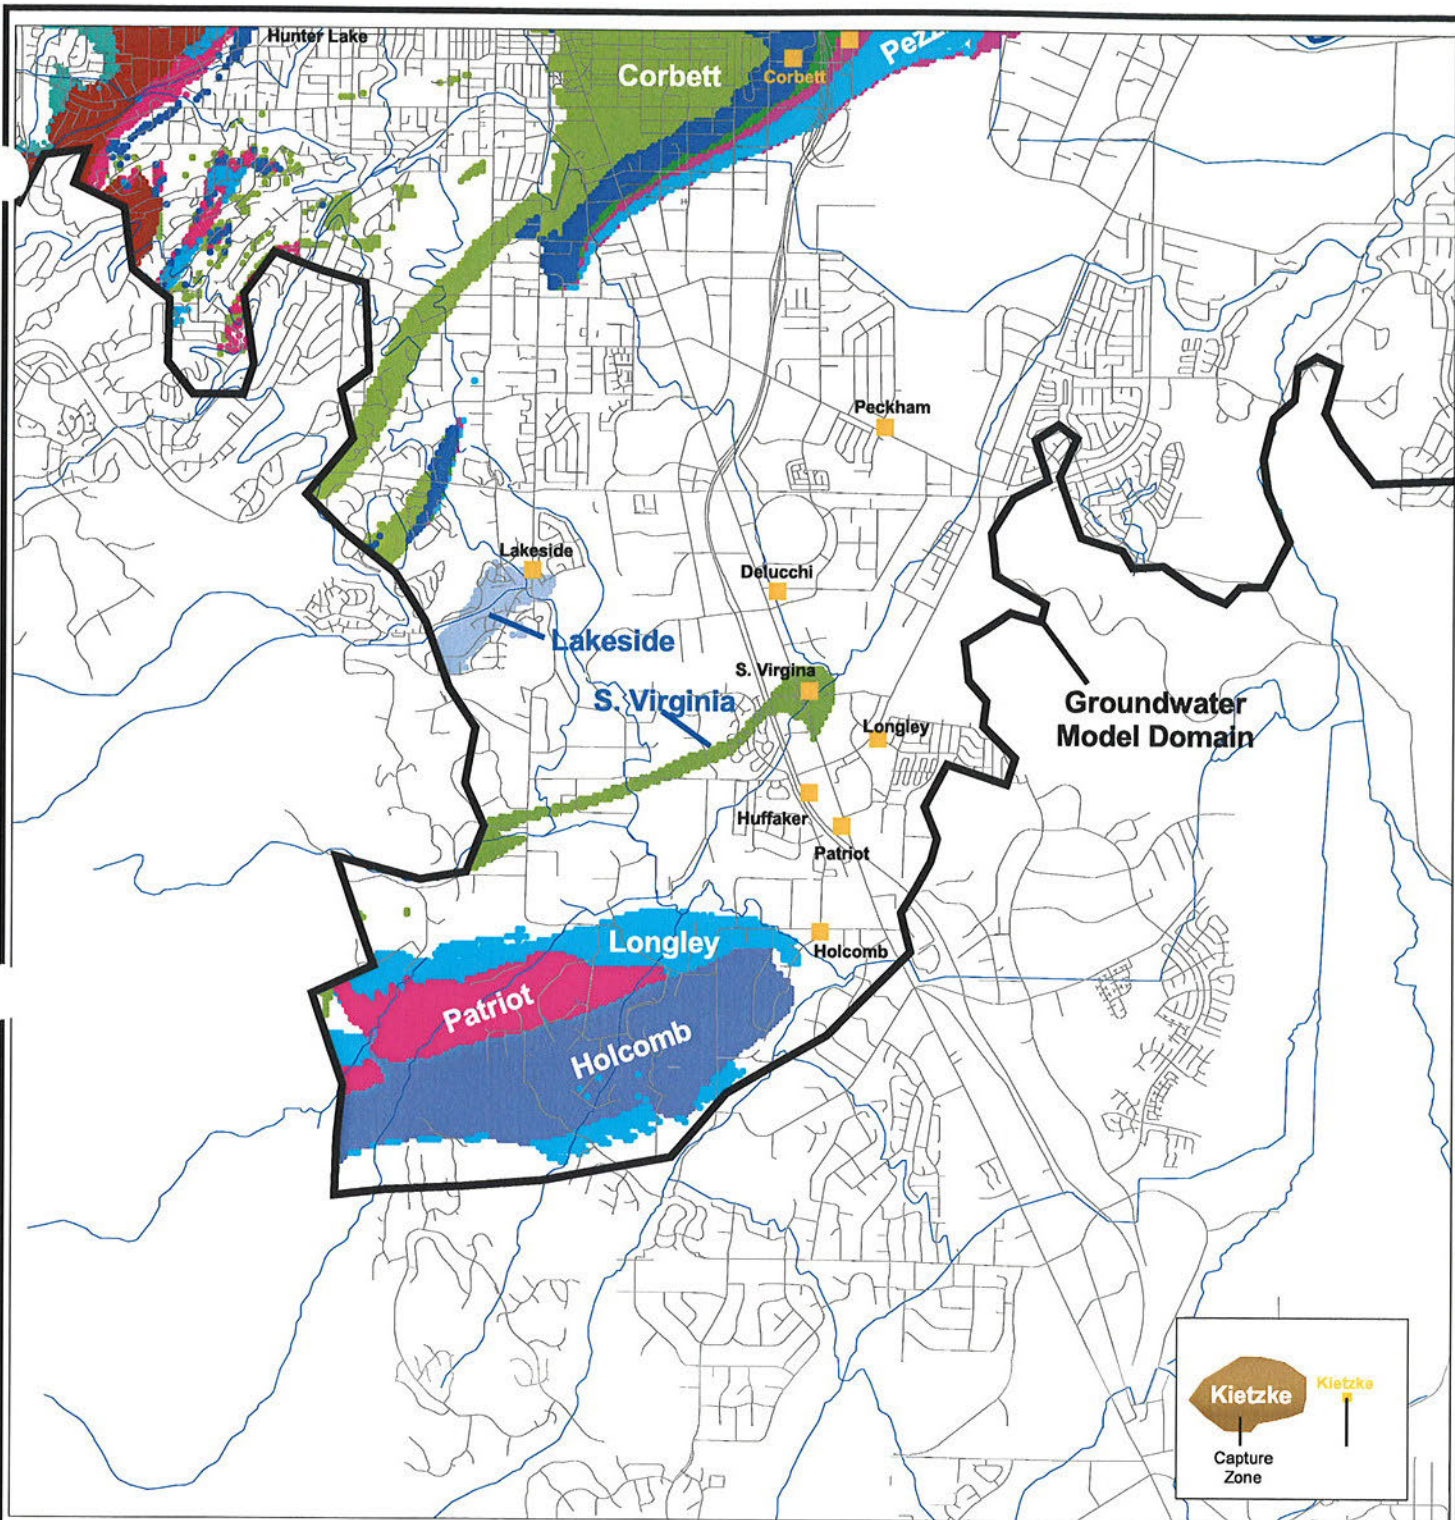 Hunter Lake
Corbett
Corbett
Peckham
Lakeside
Delucchi
Lakeside
S. Virgina
S. Virginia
Longley
Groundwater
Model Domain
Huffaker
Patriot
Longley
Holcomb
Patriot
Holcomb
Kietzke
Kietzke
Capture
Zone